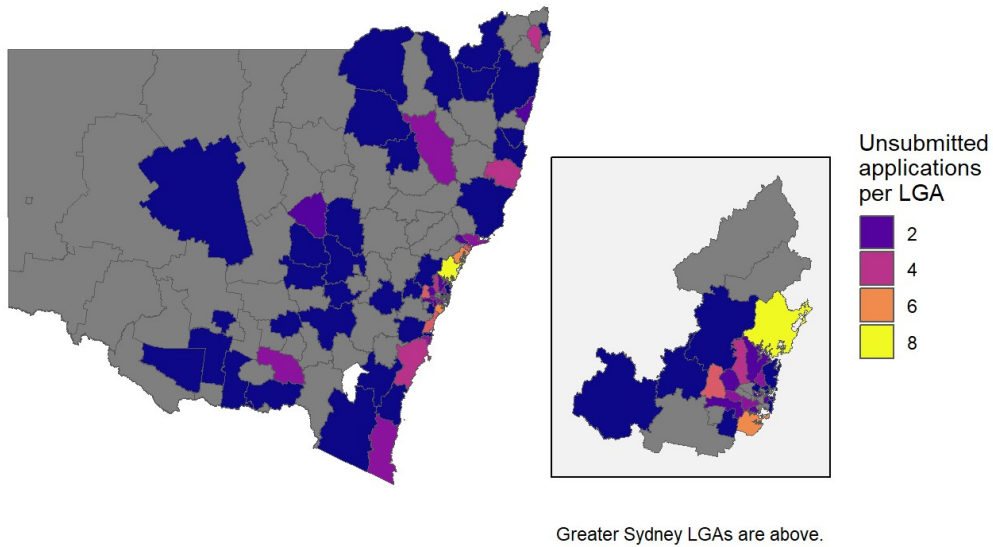 Unsubmitted
applications
per LGA
2
4
6
8
Greater Sydney LGAs are above.